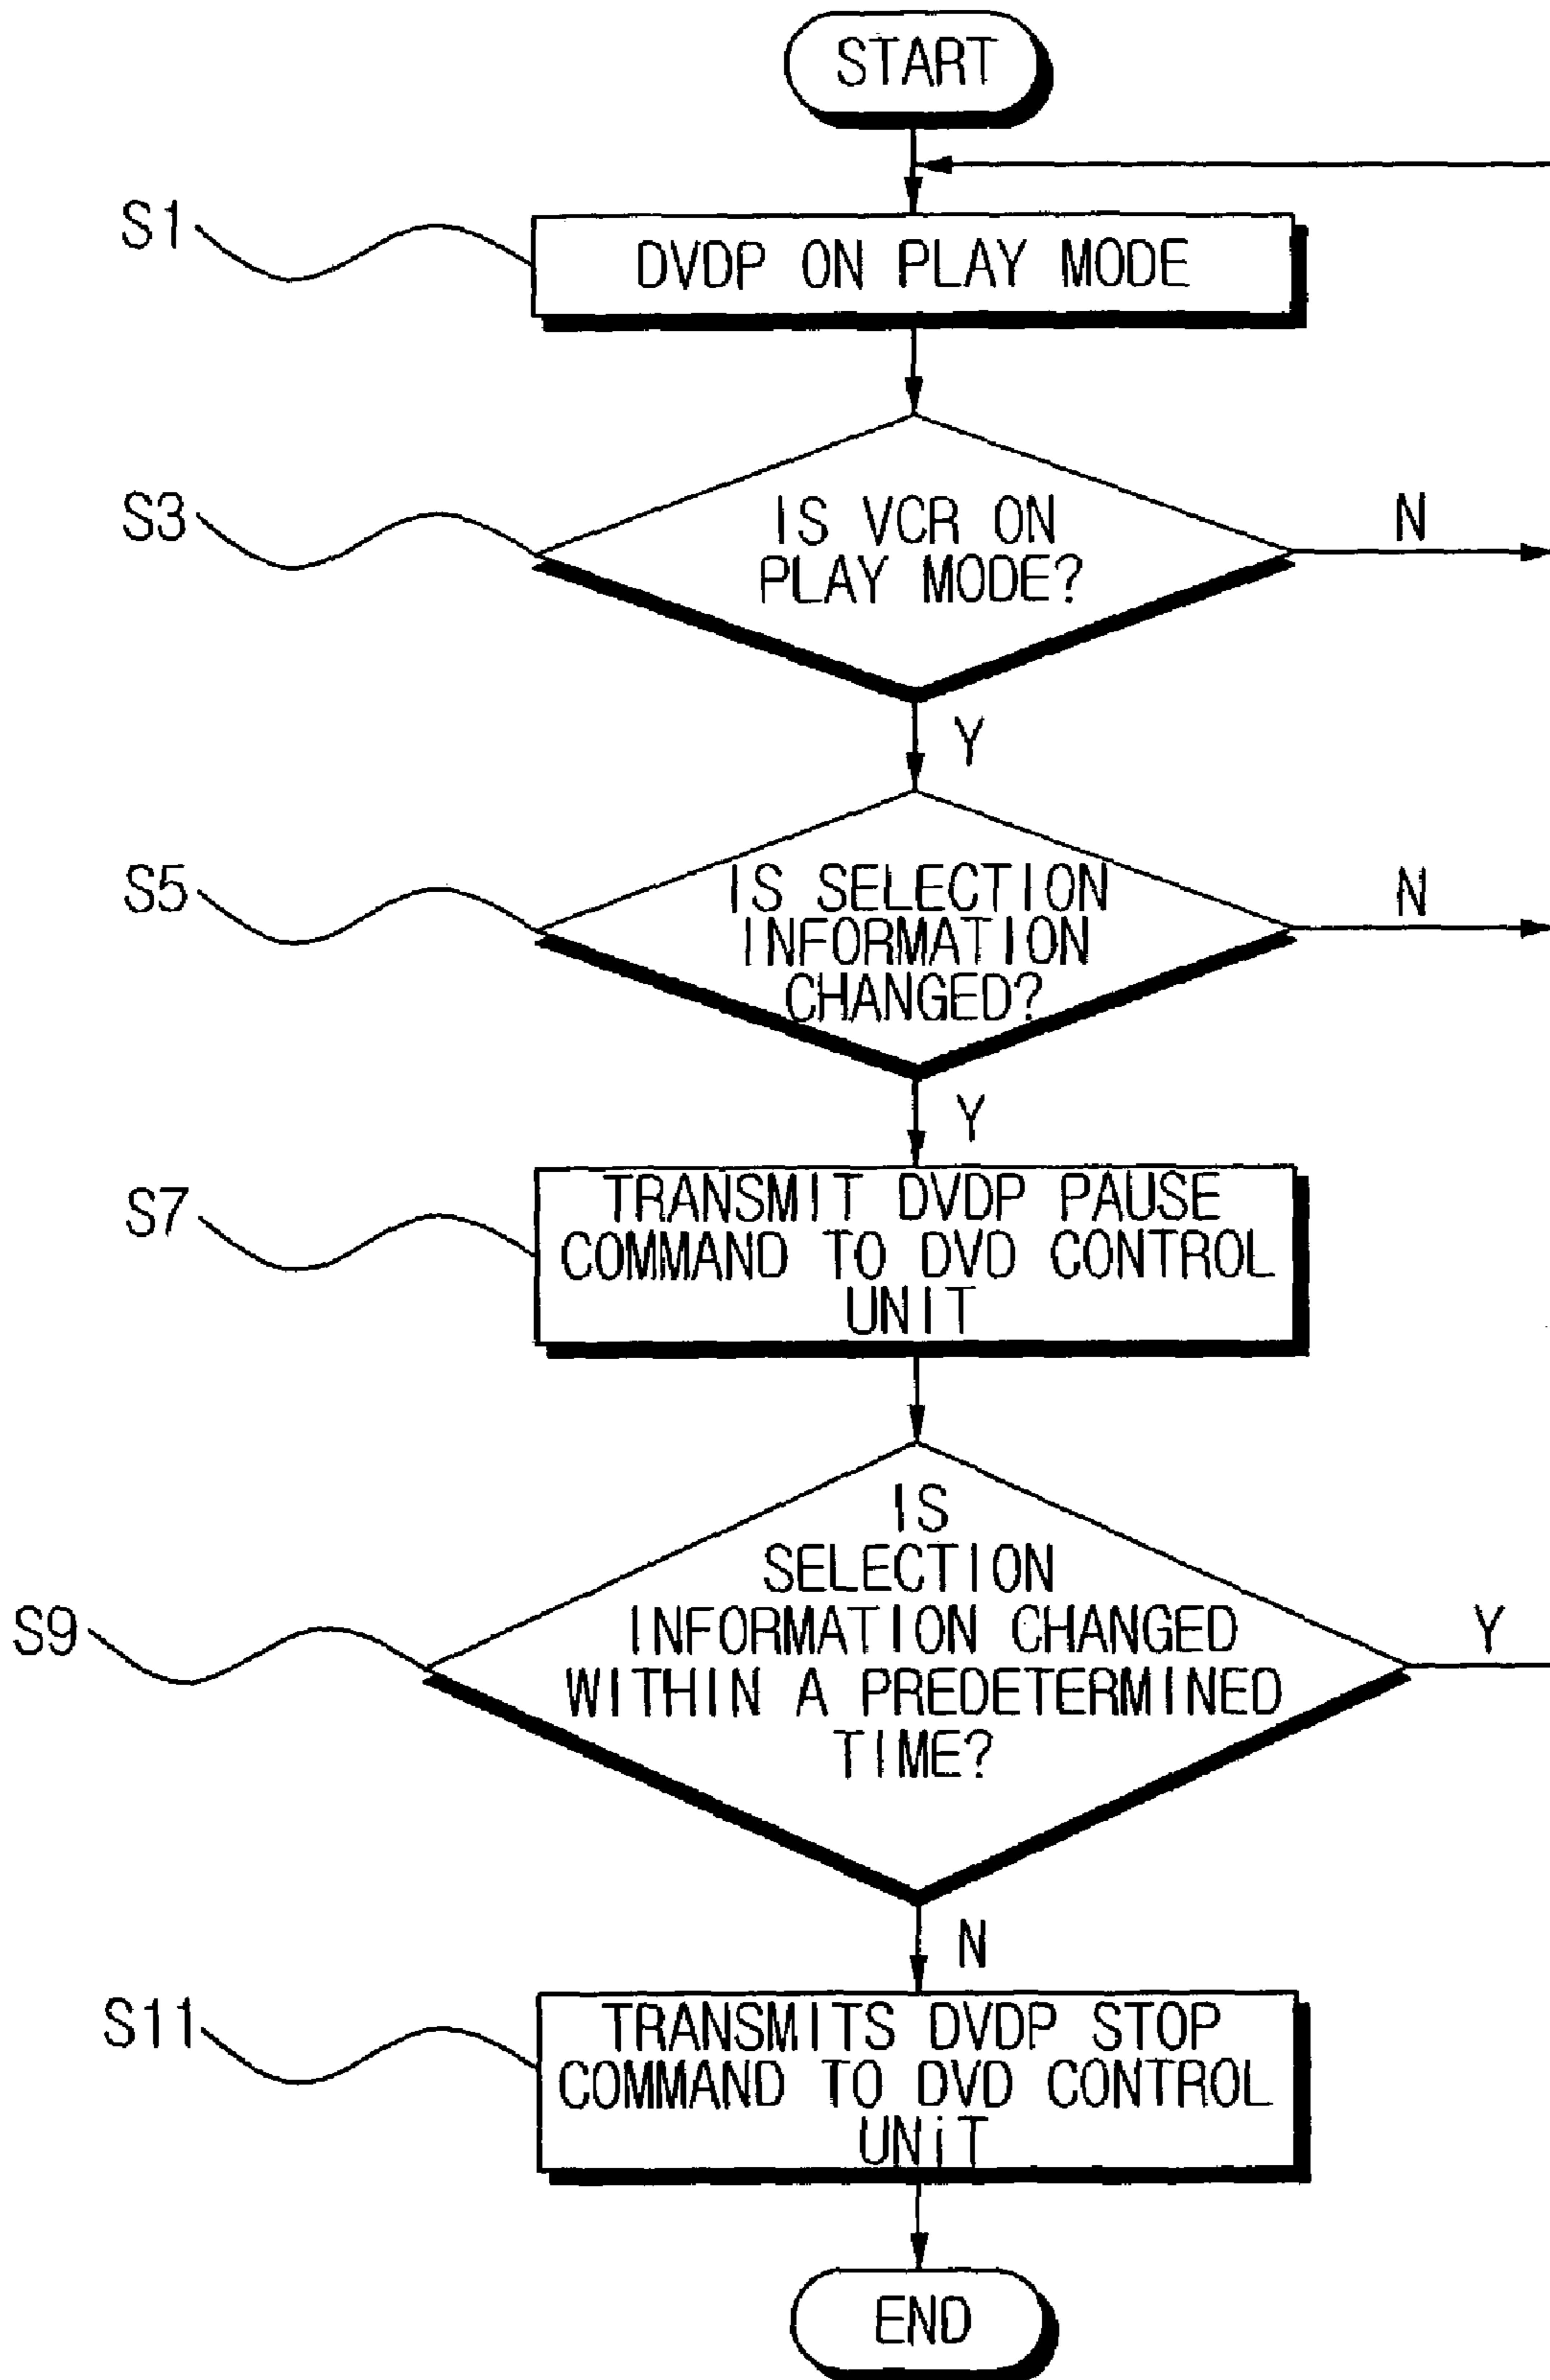 START
S1
DVDP ON PLAY MODE
S3
IS VCR ON
PLAY MODE?
N
Y
S5
IS SELECTION
INFORMATION
CHANGED?
N
Y
S7
TRANSMIT DVDP PAUSE
COMMAND TO DVD CONTROL
UNIT
S9
IS
SELECTION
INFORMATION CHANGED
WITHIN A PREDETERMINED
TIME?
Y
N
S11
TRANSMITS DVDP STOP
COMMAND TO DVD CONTROL
UNiT
END